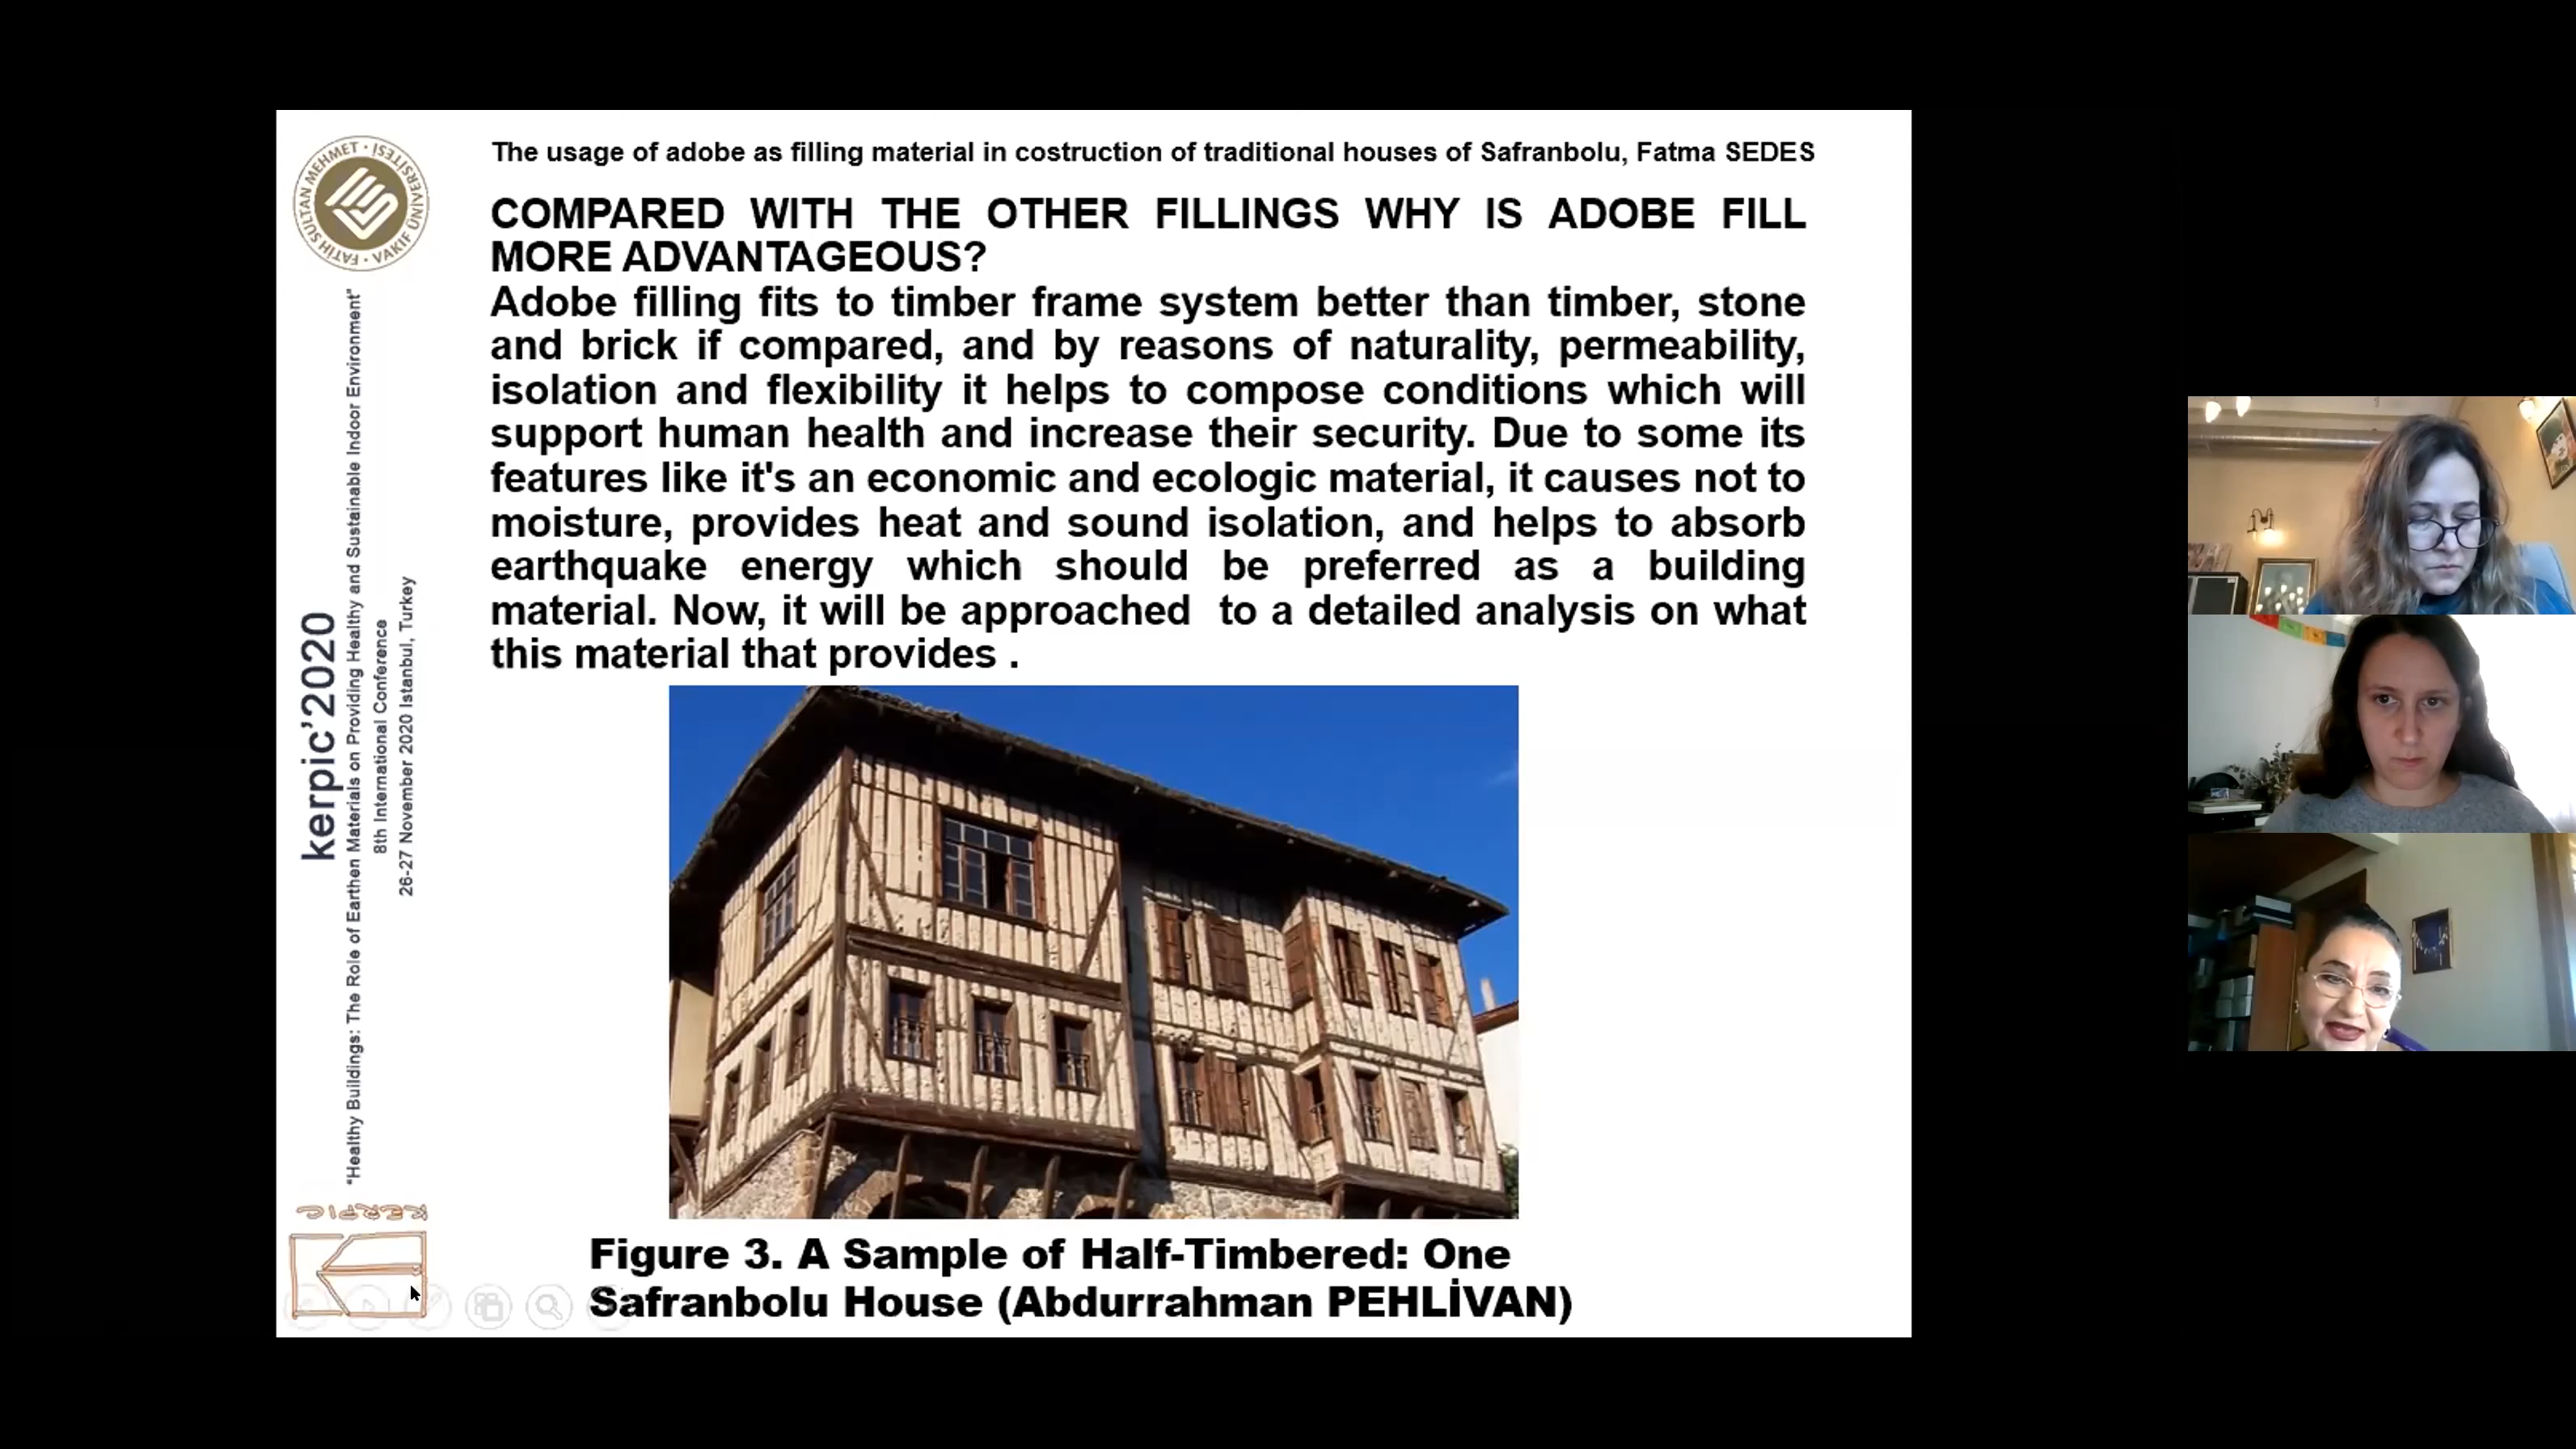 The usage of adobe as filling material in costruction of traditional houses of Safranbolu, Fatma SEDES
COMPARED WITH THE OTHER FILLINGS WHY IS ADOBE FILL
MORE ADVANTAGEOUS?
Adobe filling fits to timber frame system better than timber, stone
and brick if compared, and by reasons of naturality, permeability,
isolation and flexibility it helps to compose conditions which will
support human health and increase their security. Due to some its
features like it's an economic and ecologic material, it causes not to
moisture, provides heat and sound isolation, and helps to absorb
earthquake energy which should be preferred as a building
material. Now, it will be approached to a detailed analysis on what
this material that provides .
Figure 3. A Sample of Half-Timbered: One
Safranbolu House (Abdurrahman PEHLİVAN)
FATİH SULTAN MEHMET · VAKIF ÜNİVERSİTESİ ·
kerpic'2020
"Healthy Buildings: The Role of Earthen Materials on Providing Healthy and Sustainable Indoor Environment"
8th International Conference
26-27 November 2020 Istanbul, Turkey
KERPIC